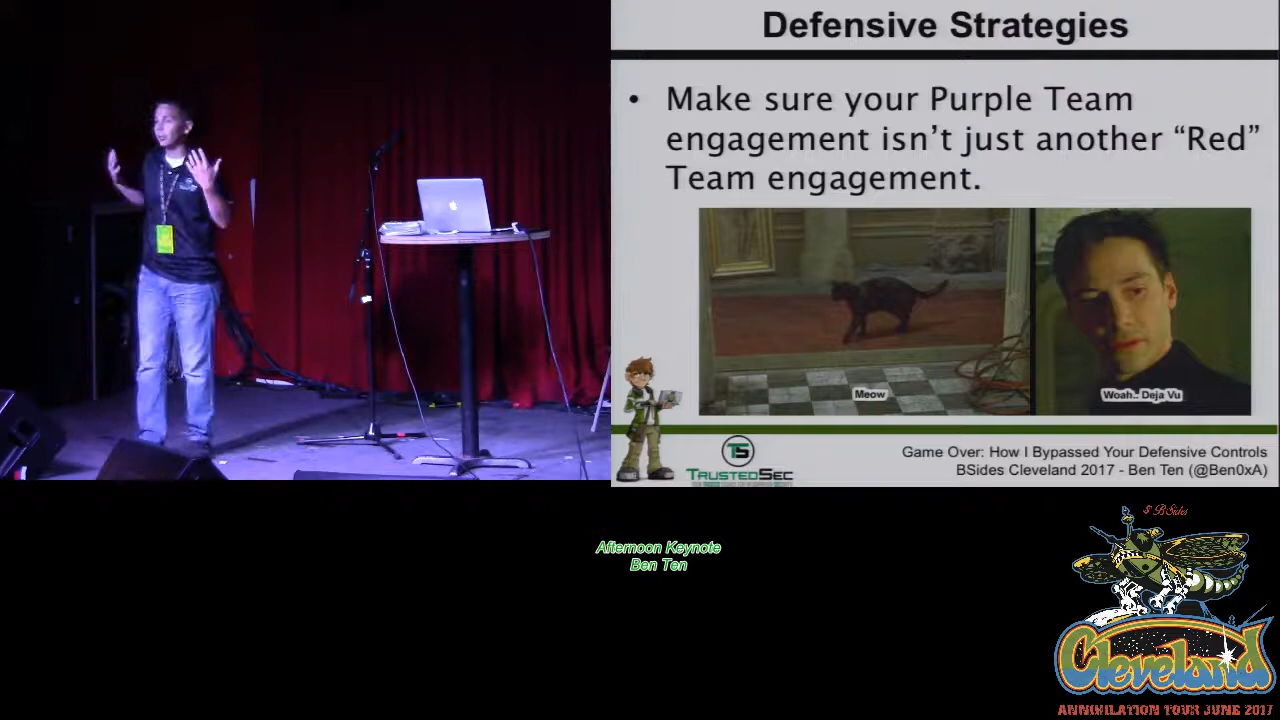 Defensive Strategies
• Make sure your Purple Team
engagement isn’t just another “Red”
Team engagement.
Meow
Woah.. Deja Vu
TS
TRUSTEDSEC
Game Over: How I Bypassed Your Defensive Controls
BSides Cleveland 2017 - Ben Ten (@Ben0xA)
Afternoon Keynote
Ben Ten
BSides
Cleveland
ANNIHILATION TOUR JUNE 2017